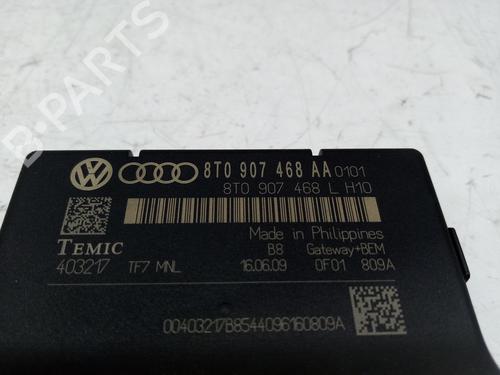 B-PARTS
8T0 907 468 AA 0101
8T0 907 468 L H10
Made in Philippines
TEMIC
B8 Gateway+BEM
403217 TF7 MNL 16.06.09 0F01 809A
00403217B8544096160809A